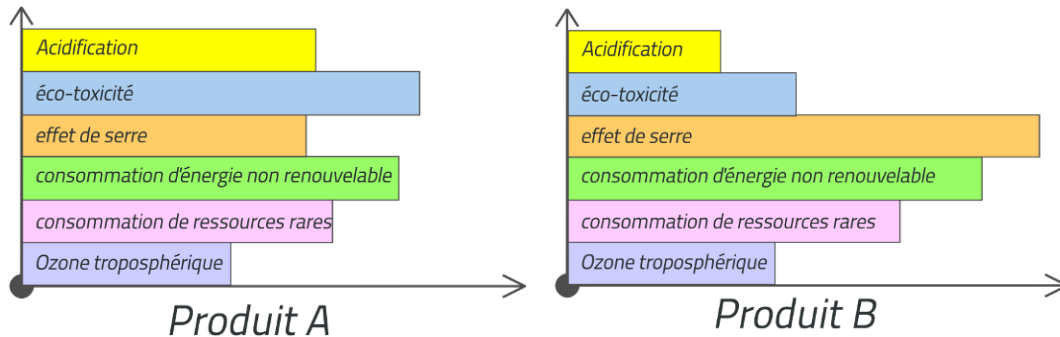 Acidification
éco-toxicité
effet de serre
consommation d'énergie non renouvelable
consommation de ressources rares
Ozone troposphérique
Produit A
Acidification
éco-toxicité
effet de serre
consommation d'énergie non renouvelable
consommation de ressources rares
Ozone troposphérique
Produit B